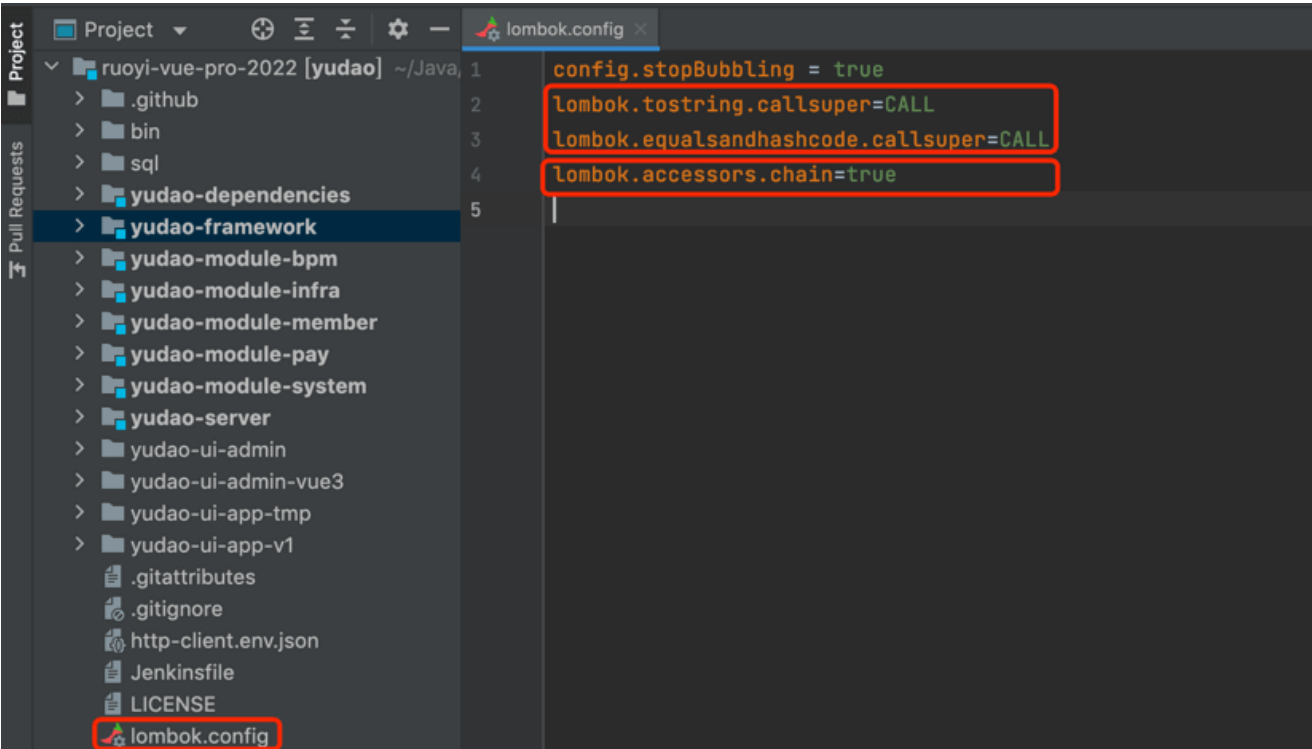 Project
Pull Requests
Project
ruoyi-vue-pro-2022 [yudao] ~/Java,
.github
bin
sql
yudao-dependencies
yudao-framework
yudao-module-bpm
yudao-module-infra
yudao-module-member
yudao-module-pay
yudao-module-system
yudao-server
yudao-ui-admin
yudao-ui-admin-vue3
yudao-ui-app-tmp
yudao-ui-app-v1
.gitattributes
.gitignore
http-client.env.json
Jenkinsfile
LICENSE
lombok.config
lombok.config
1 config.stopBubbling = true
2 lombok.tostring.callsuper=CALL
3 lombok.equalsandhashcode.callsuper=CALL
4 lombok.accessors.chain=true
5